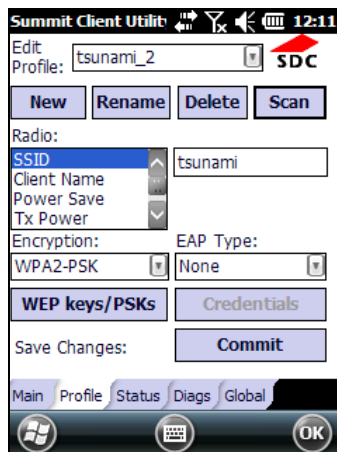 Summit Client Utilit 12:11
Edit
Profile: tsunami_2
SDC
New Rename Delete Scan
Radio:
SSID tsunami
Client Name
Power Save
Tx Power
Encryption: EAP Type:
WPA2-PSK None
WEP keys/PSKs Credentials
Save Changes: Commit
Main Profile Status Diags Global
OK